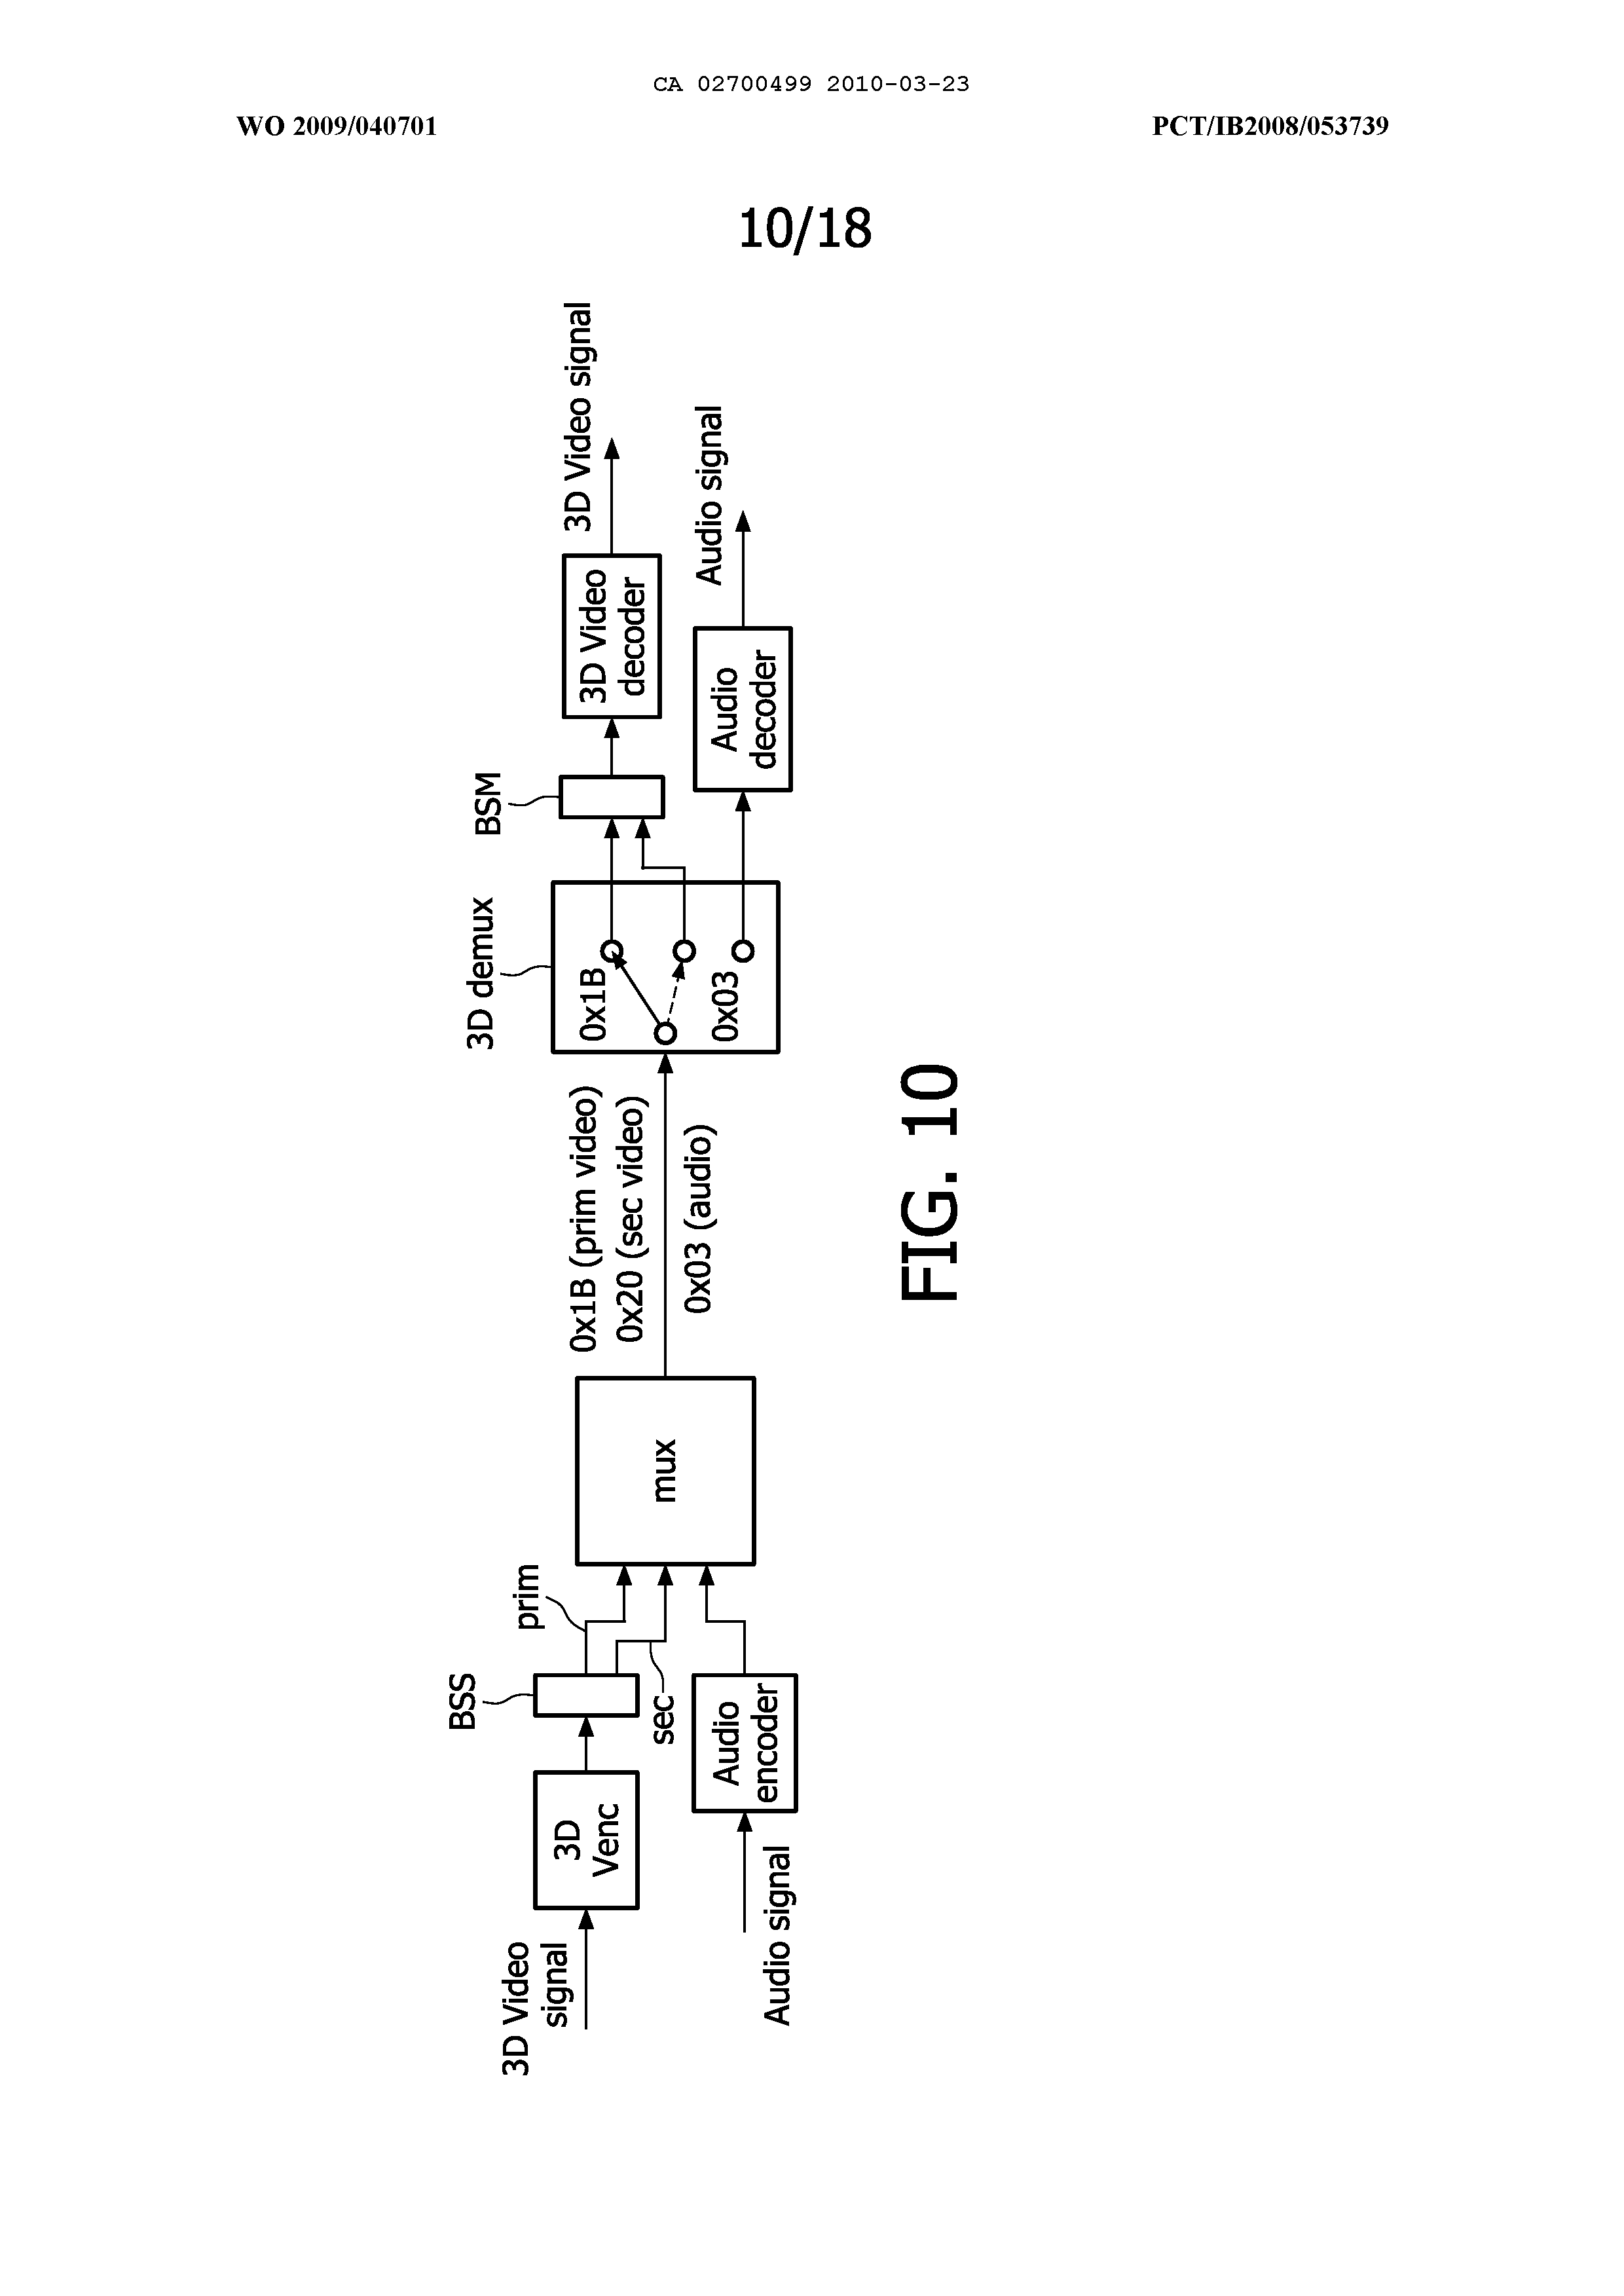 CA 02700499 2010-03-23
WO 2009/040701
PCT/IB2008/053739
10/18
3D Video
signal
3D
Venc
BSS
prim
sec
Audio signal
Audio
encoder
mux
0x1B (prim video)
0x20 (sec video)
0x03 (audio)
3D demux
0x1B
0x03
BSM
3D Video
decoder
3D Video signal
Audio
decoder
Audio signal
FIG. 10